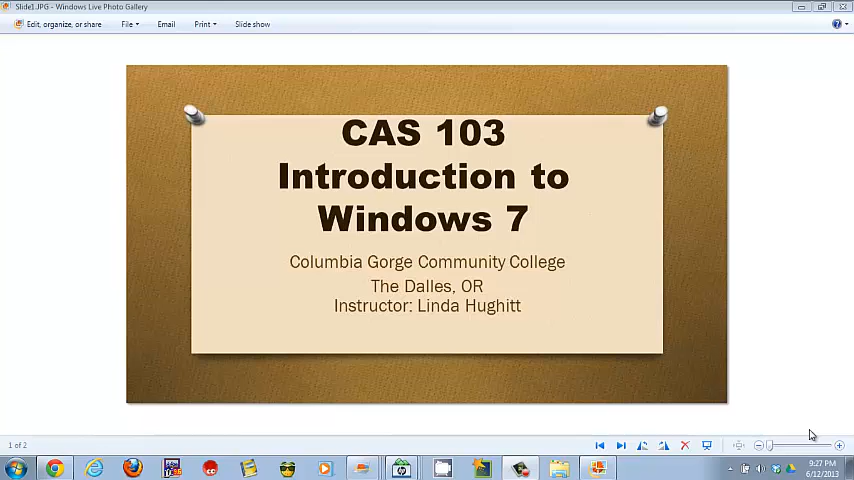 Slide1.JPG - Windows Live Photo Gallery
Edit, organize, or share File Email Print Slide show
CAS 103
Introduction to
Windows 7
Columbia Gorge Community College
The Dalles, OR
Instructor: Linda Hughitt
1 of 2
9:27 PM
6/12/2013